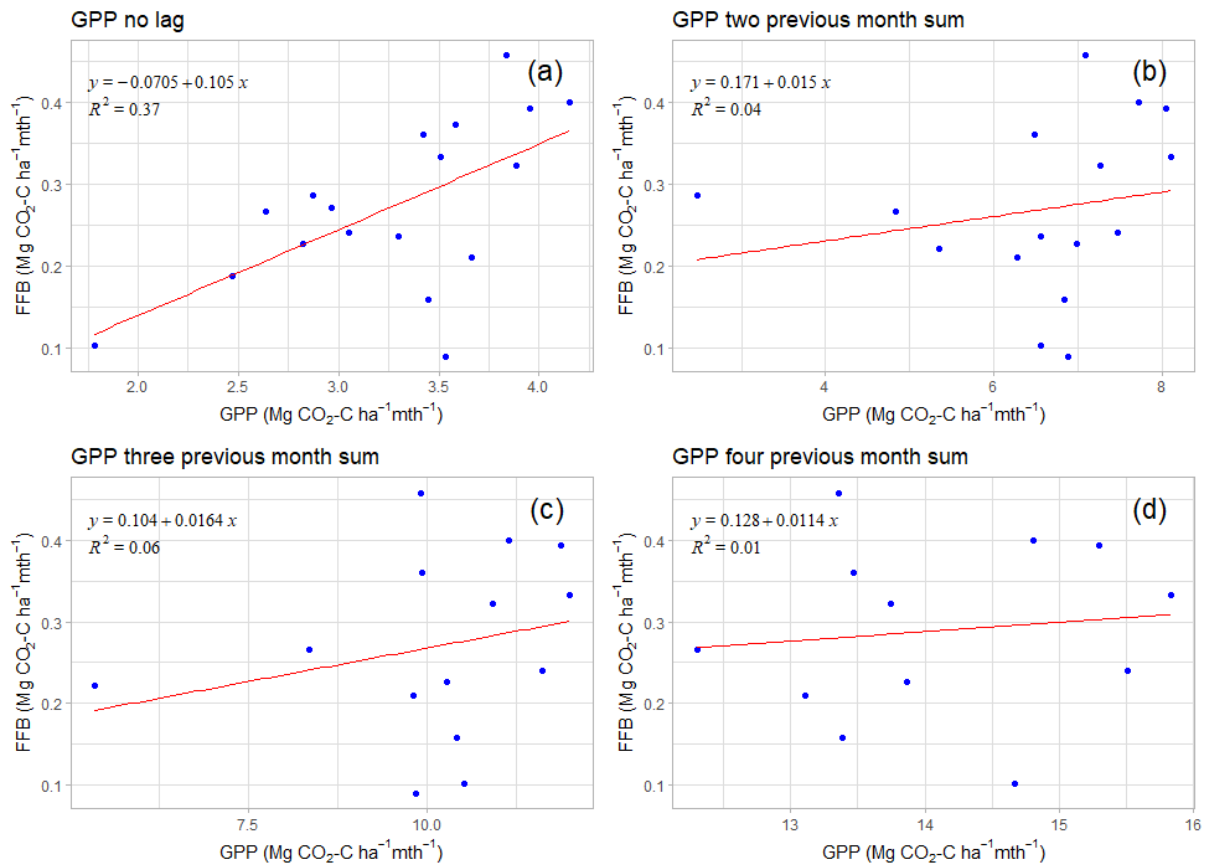 GPP no lag
(a)
y = −0.0705 + 0.105 x
R² = 0.37
FFB (Mg CO₂-C ha⁻¹mth⁻¹)
0.4
0.3
0.2
0.1
2.0 2.5 3.0 3.5 4.0
GPP (Mg CO₂-C ha⁻¹mth⁻¹)
GPP two previous month sum
(b)
y = 0.171 + 0.015 x
R² = 0.04
FFB (Mg CO₂-C ha⁻¹mth⁻¹)
0.4
0.3
0.2
0.1
4 6 8
GPP (Mg CO₂-C ha⁻¹mth⁻¹)
GPP three previous month sum
(c)
y = 0.104 + 0.0164 x
R² = 0.06
FFB (Mg CO₂-C ha⁻¹mth⁻¹)
0.4
0.3
0.2
0.1
7.5 10.0
GPP (Mg CO₂-C ha⁻¹mth⁻¹)
GPP four previous month sum
(d)
y = 0.128 + 0.0114 x
R² = 0.01
FFB (Mg CO₂-C ha⁻¹mth⁻¹)
0.4
0.3
0.2
0.1
13 14 15 16
GPP (Mg CO₂-C ha⁻¹mth⁻¹)